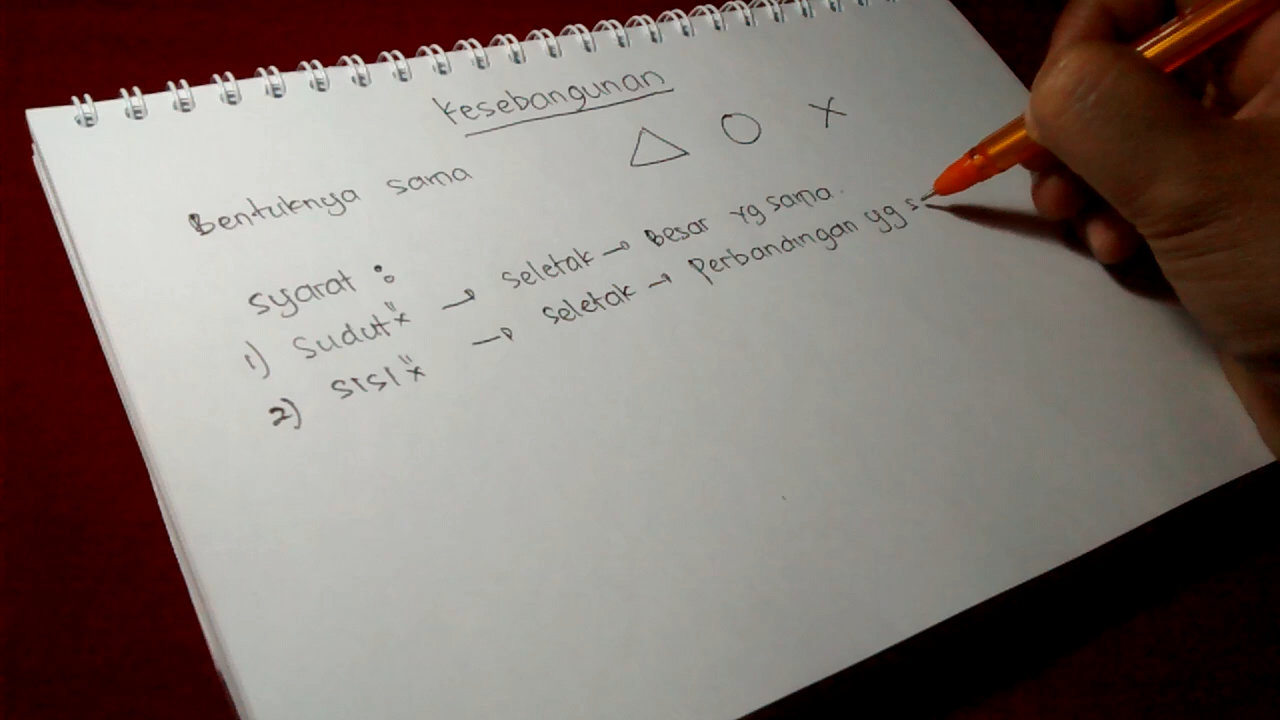 Kesebangunan
Bentuknya sama
syarat :
1) Sudut"x → seletak → Besar yg sama.
2) sisi"x → seletak → Perbandingan yg s